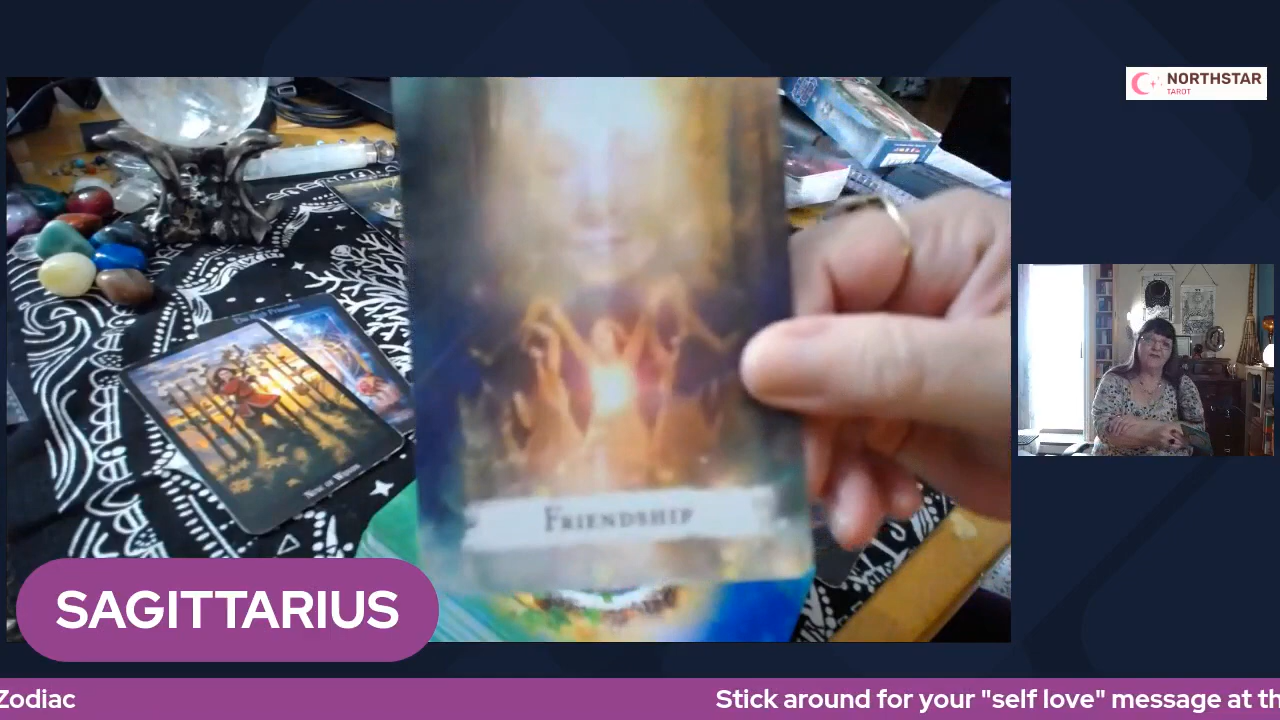 NORTHSTAR
TAROT
FRIENDSHIP
SAGITTARIUS
Zodiac
Stick around for your "self love" message at th